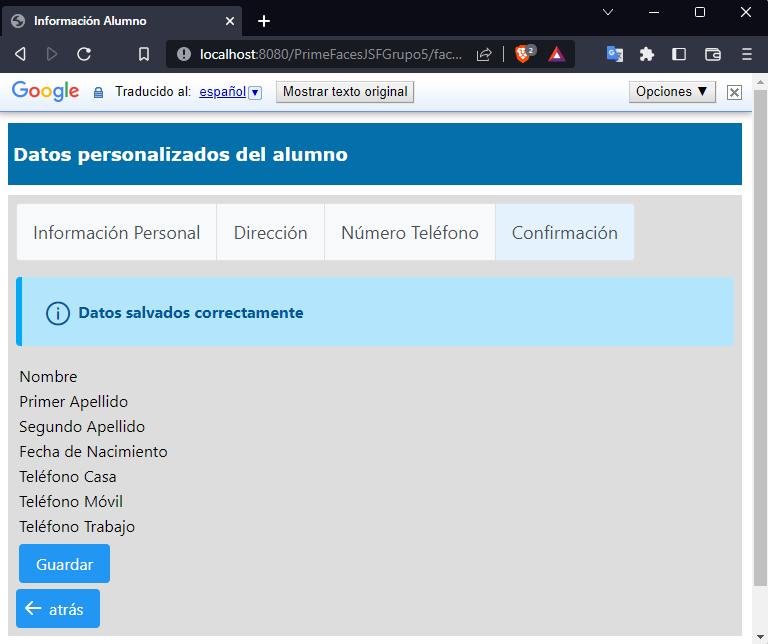 Información Alumno
localhost:8080/PrimeFacesJSFGrupo5/fac...
2
Google Traducido al: español Mostrar texto original Opciones ▼
Datos personalizados del alumno
Información Personal Dirección Número Teléfono Confirmación
Datos salvados correctamente
Nombre
Primer Apellido
Segundo Apellido
Fecha de Nacimiento
Teléfono Casa
Teléfono Móvil
Teléfono Trabajo
Guardar
atrás